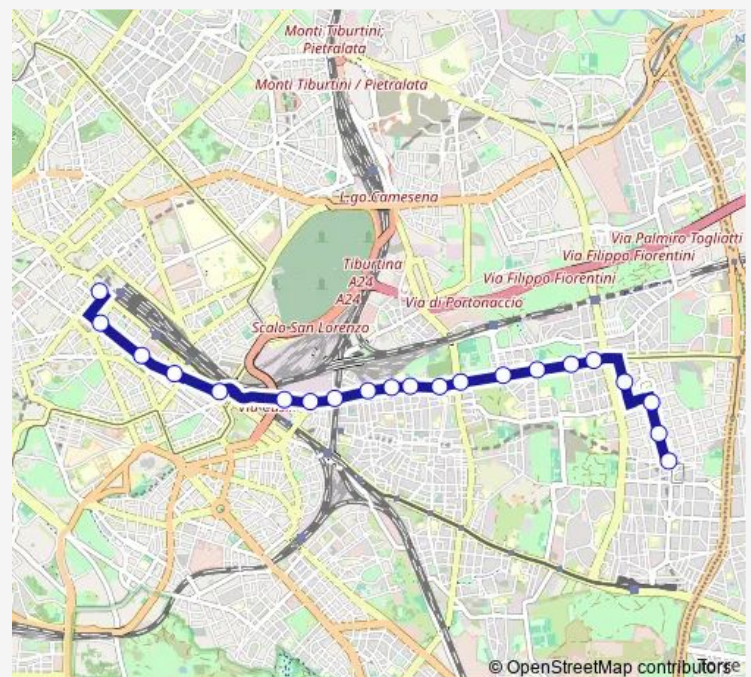 Monti Tiburtini;
Pietralata
Monti Tiburtini / Pietralata
L.go Camesena
Via Palmiro Togliatti
Via Filippo Fiorentini
Tiburtina
A24
A24
Via Filippo Fiorentini
Via di Portonaccio
Scalo San Lorenzo
© OpenStreetMap contributors